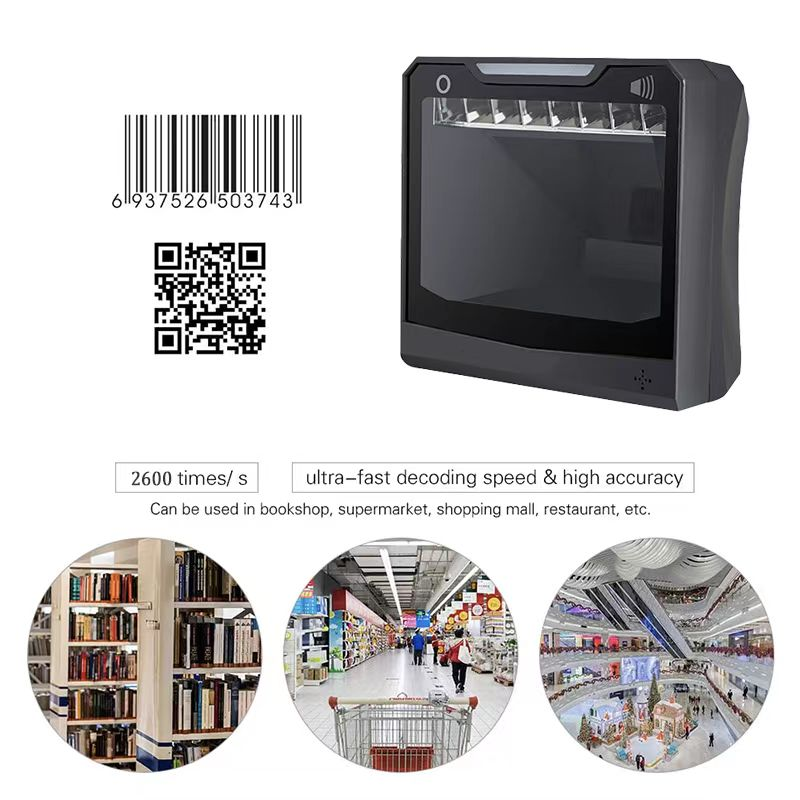 6 937526 503743
2600 times/ s
ultra-fast decoding speed & high accuracy
Can be used in bookshop, supermarket, shopping mall, restaurant, etc.